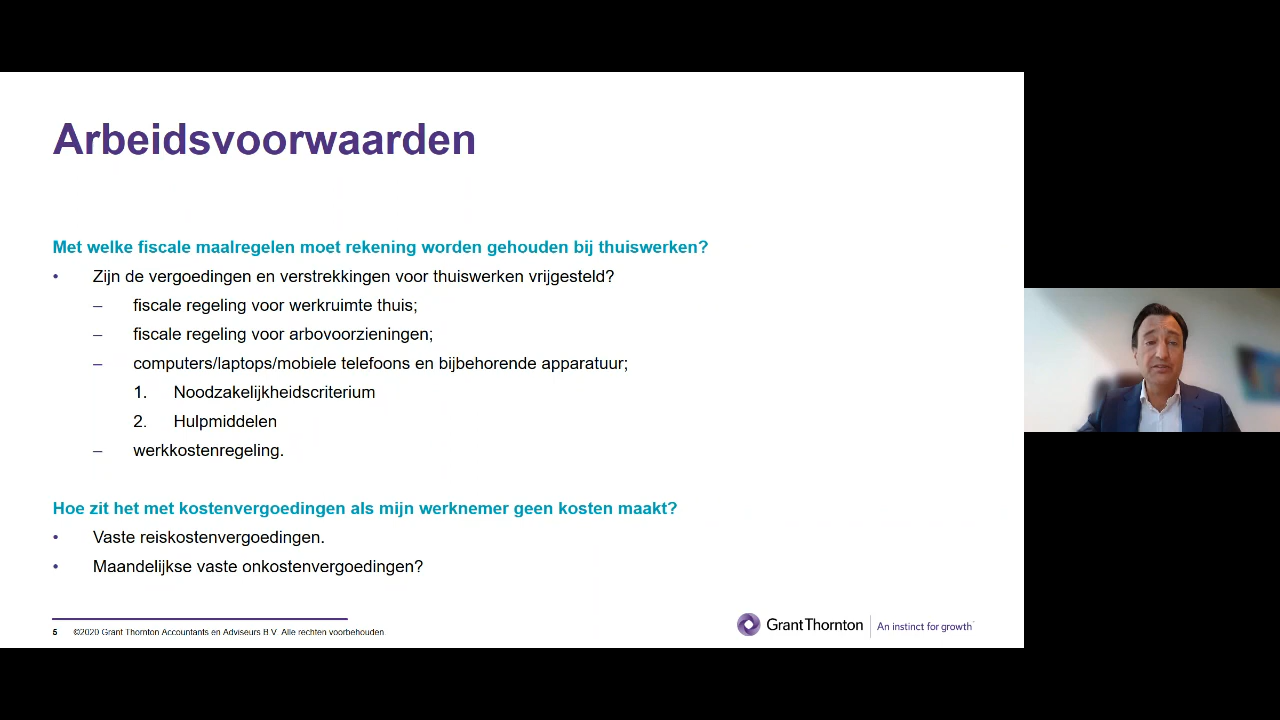 Arbeidsvoorwaarden
Met welke fiscale maalregelen moet rekening worden gehouden bij thuiswerken?
• Zijn de vergoedingen en verstrekkingen voor thuiswerken vrijgesteld?
– fiscale regeling voor werkruimte thuis;
– fiscale regeling voor arbovoorzieningen;
– computers/laptops/mobiele telefoons en bijbehorende apparatuur;
1. Noodzakelijkheidscriterium
2. Hulpmiddelen
– werkkostenregeling.
Hoe zit het met kostenvergoedingen als mijn werknemer geen kosten maakt?
• Vaste reiskostenvergoedingen.
• Maandelijkse vaste onkostenvergoedingen?
5 ©2020 Grant Thornton Accountants en Adviseurs B.V. Alle rechten voorbehouden.
Grant Thornton | An instinct for growth